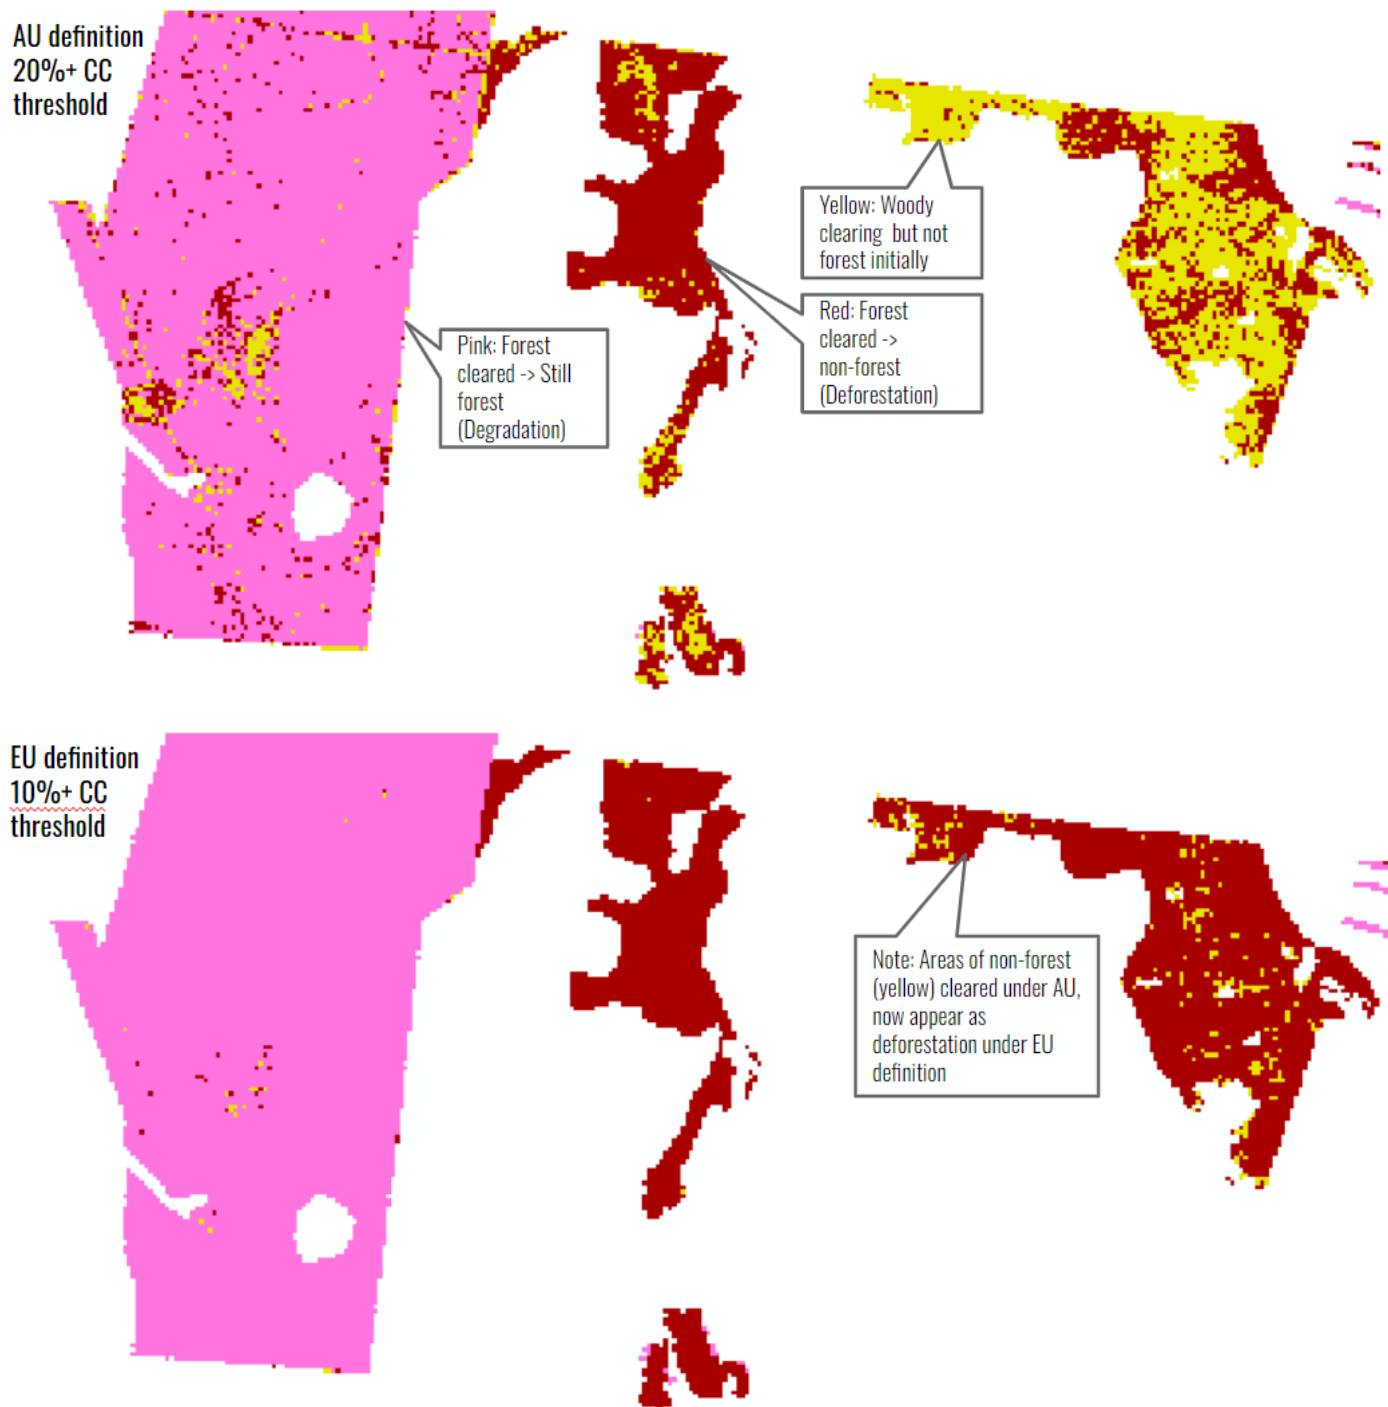 AU definition
20%+ CC
threshold
Yellow: Woody
clearing but not
forest initially
Red: Forest
cleared ->
non-forest
(Deforestation)
Pink: Forest
cleared -> Still
forest
(Degradation)
EU definition
10%+ CC
threshold
Note: Areas of non-forest
(yellow) cleared under AU,
now appear as
deforestation under EU
definition